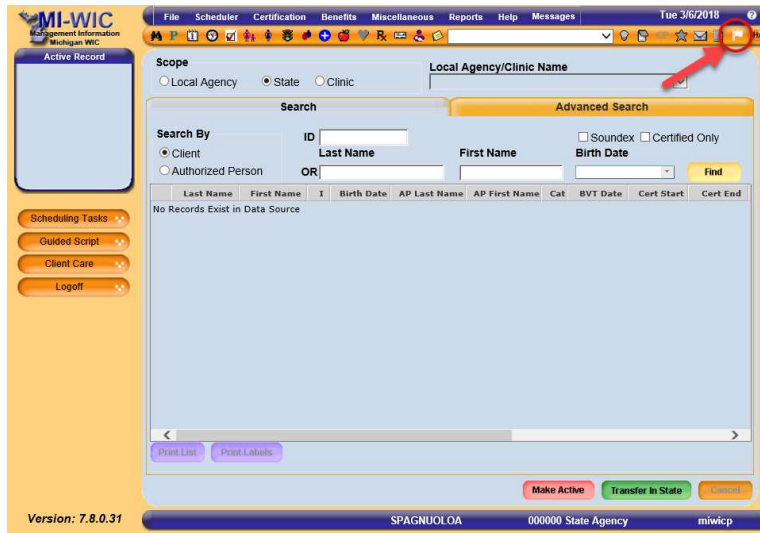 MI-WIC
Management Information
Michigan WIC
File Scheduler Certification Benefits Miscellaneous Reports Help Messages Tue 3/6/2018
Active Record
Scope
Local Agency State Clinic
Local Agency/Clinic Name
Search Advanced Search
Search By ID Soundex Certified Only
Client Last Name First Name Birth Date
Authorized Person OR Find
Last Name First Name I Birth Date AP Last Name AP First Name Cat BVT Date Cert Start Cert End
No Records Exist in Data Source
Scheduling Tasks
Guided Script
Client Care
Logoff
Print List Print Labels
Make Active Transfer In State Cancel
Version: 7.8.0.31 SPAGNUOLOA 000000 State Agency miwicp